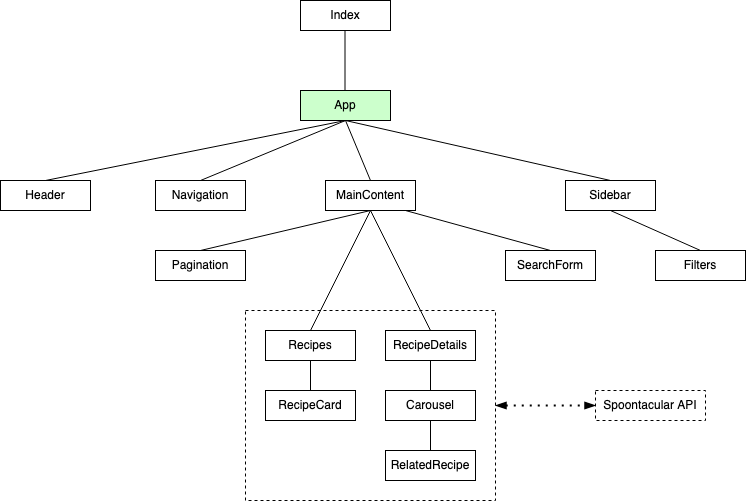 Index
App
Header
Navigation
MainContent
Sidebar
Pagination
SearchForm
Filters
Recipes
RecipeDetails
RecipeCard
Carousel
Spoontacular API
RelatedRecipe